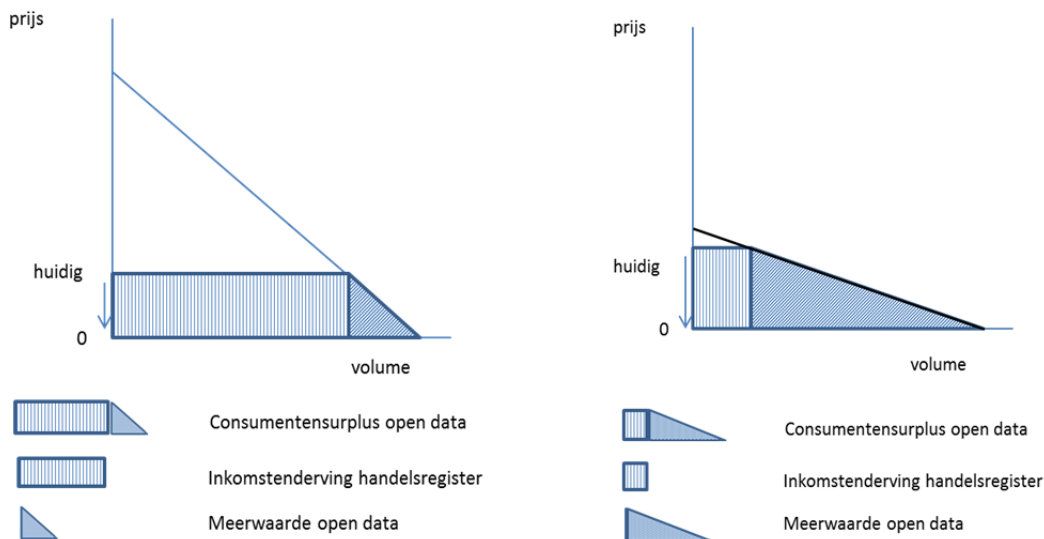 prijs
huidig
0
volume
Consumentensurplus open data
Inkomstenderving handelsregister
Meerwaarde open data
prijs
huidig
0
volume
Consumentensurplus open data
Inkomstenderving handelsregister
Meerwaarde open data